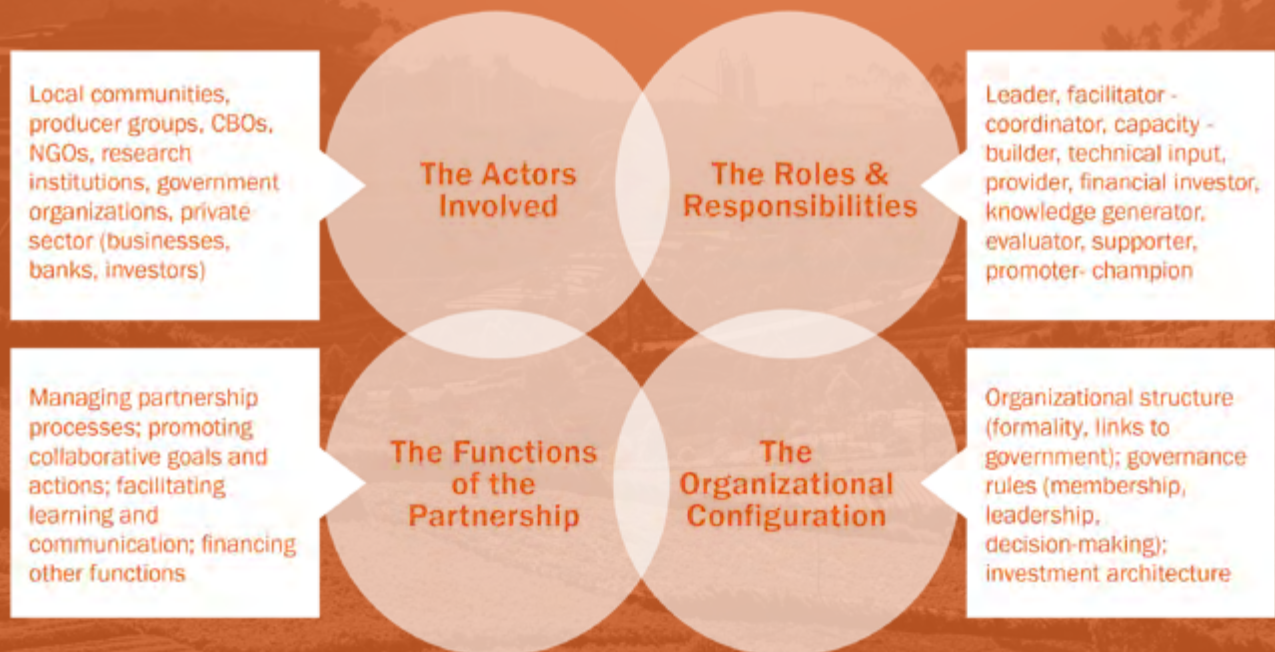 Local communities,
producer groups, CBOs,
NGOs, research
institutions, government
organizations, private
sector (businesses,
banks, investors)
The Actors
Involved
The Roles &
Responsibilities
Leader, facilitator -
coordinator, capacity -
builder, technical input,
provider, financial investor,
knowledge generator,
evaluator, supporter,
promoter- champion
Managing partnership
processes; promoting
collaborative goals and
actions; facilitating
learning and
communication; financing
other functions
The Functions
of the
Partnership
The
Organizational
Configuration
Organizational structure
(formality, links to
government); governance
rules (membership,
leadership,
decision-making);
investment architecture